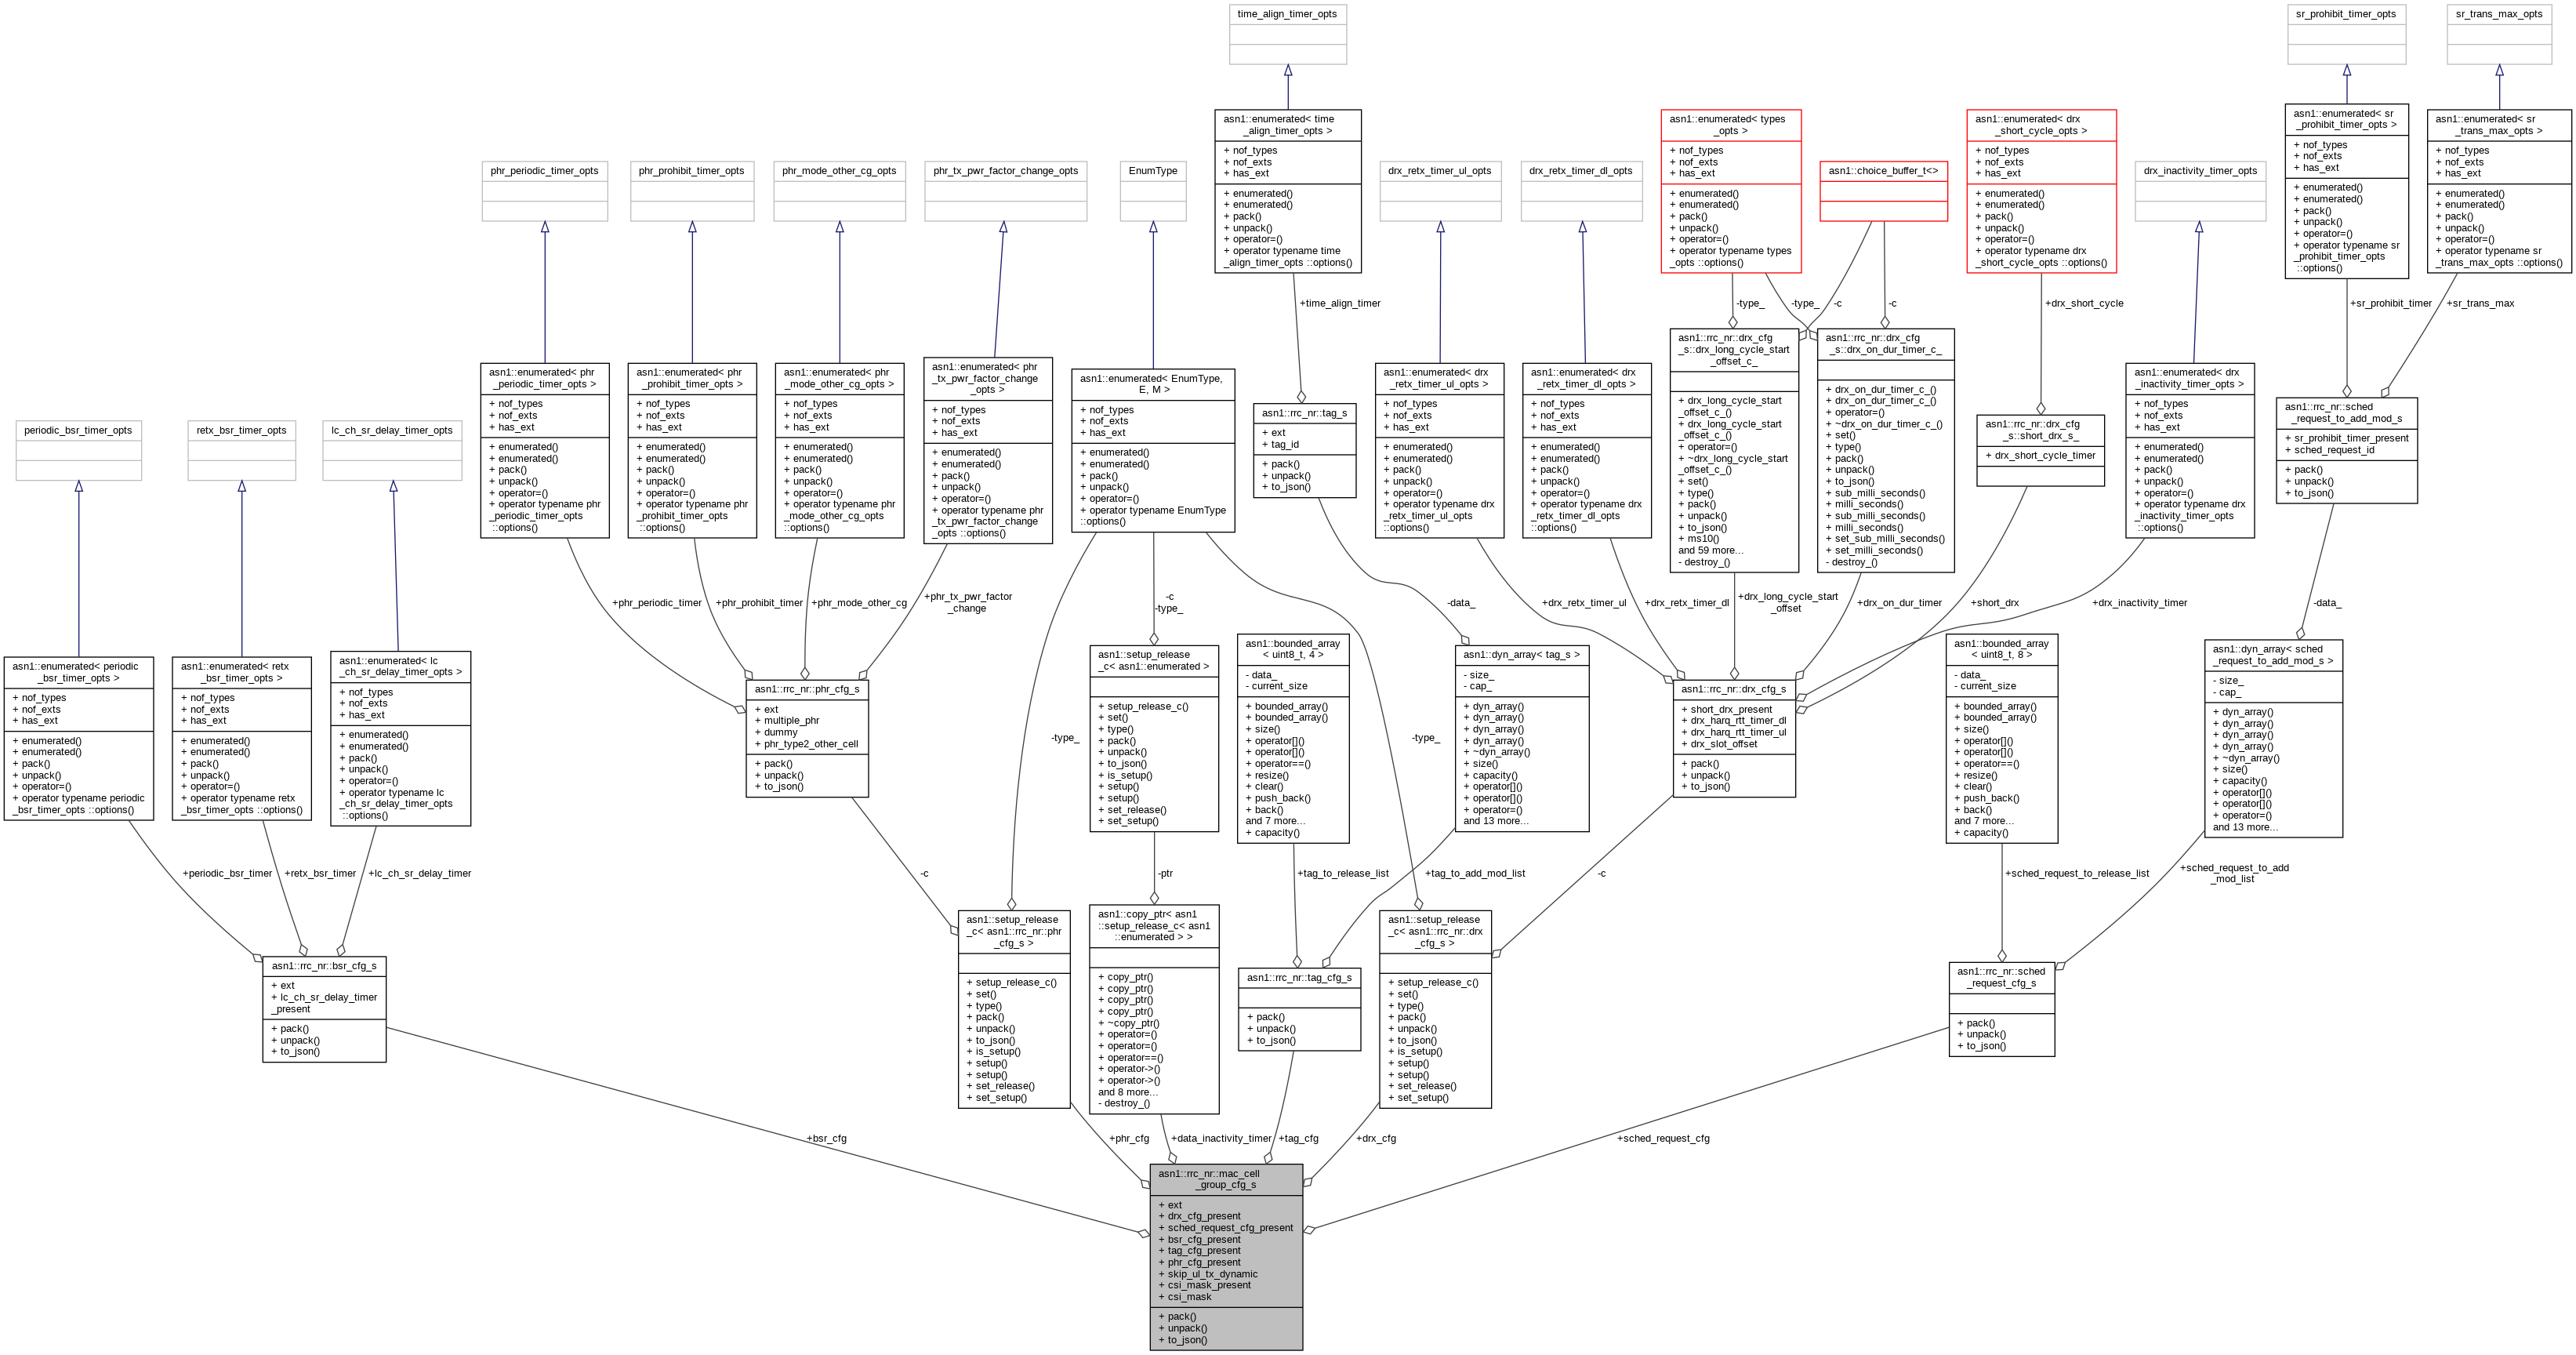 time_align_timer_opts
sr_prohibit_timer_opts
sr_trans_max_opts
asn1::enumerated< time
_align_timer_opts >
+ nof_types
+ nof_exts
+ has_ext
+ enumerated()
+ enumerated()
+ pack()
+ unpack()
+ operator=()
+ operator typename time
_align_timer_opts ::options()
asn1::enumerated< types
_opts >
+ nof_types
+ nof_exts
+ has_ext
+ enumerated()
+ enumerated()
+ pack()
+ unpack()
+ operator=()
+ operator typename types
_opts ::options()
asn1::enumerated< drx
_short_cycle_opts >
+ nof_types
+ nof_exts
+ has_ext
+ enumerated()
+ enumerated()
+ pack()
+ unpack()
+ operator=()
+ operator typename drx
_short_cycle_opts ::options()
asn1::enumerated< sr
_prohibit_timer_opts >
+ nof_types
+ nof_exts
+ has_ext
+ enumerated()
+ enumerated()
+ pack()
+ unpack()
+ operator=()
+ operator typename sr
_prohibit_timer_opts
::options()
asn1::enumerated< sr
_trans_max_opts >
+ nof_types
+ nof_exts
+ has_ext
+ enumerated()
+ enumerated()
+ pack()
+ unpack()
+ operator=()
+ operator typename sr
_trans_max_opts ::options()
phr_periodic_timer_opts
phr_prohibit_timer_opts
phr_mode_other_cg_opts
phr_tx_pwr_factor_change_opts
EnumType
drx_retx_timer_ul_opts
drx_retx_timer_dl_opts
asn1::choice_buffer_t<>
drx_inactivity_timer_opts
+time_align_timer
-type_
-type_
-c
-c
+drx_short_cycle
+sr_prohibit_timer
+sr_trans_max
asn1::enumerated< phr
_periodic_timer_opts >
+ nof_types
+ nof_exts
+ has_ext
+ enumerated()
+ enumerated()
+ pack()
+ unpack()
+ operator=()
+ operator typename phr
_periodic_timer_opts
::options()
asn1::enumerated< phr
_prohibit_timer_opts >
+ nof_types
+ nof_exts
+ has_ext
+ enumerated()
+ enumerated()
+ pack()
+ unpack()
+ operator=()
+ operator typename phr
_prohibit_timer_opts
::options()
asn1::enumerated< phr
_mode_other_cg_opts >
+ nof_types
+ nof_exts
+ has_ext
+ enumerated()
+ enumerated()
+ pack()
+ unpack()
+ operator=()
+ operator typename phr
_mode_other_cg_opts
::options()
asn1::enumerated< phr
_tx_pwr_factor_change
_opts >
+ nof_types
+ nof_exts
+ has_ext
+ enumerated()
+ enumerated()
+ pack()
+ unpack()
+ operator=()
+ operator typename phr
_tx_pwr_factor_change
_opts ::options()
asn1::enumerated< EnumType,
E, M >
+ nof_types
+ nof_exts
+ has_ext
+ enumerated()
+ enumerated()
+ pack()
+ unpack()
+ operator=()
+ operator typename EnumType
::options()
asn1::rrc_nr::tag_s
+ ext
+ tag_id
+ pack()
+ unpack()
+ to_json()
asn1::enumerated< drx
_retx_timer_ul_opts >
+ nof_types
+ nof_exts
+ has_ext
+ enumerated()
+ enumerated()
+ pack()
+ unpack()
+ operator=()
+ operator typename drx
_retx_timer_ul_opts
::options()
asn1::enumerated< drx
_retx_timer_dl_opts >
+ nof_types
+ nof_exts
+ has_ext
+ enumerated()
+ enumerated()
+ pack()
+ unpack()
+ operator=()
+ operator typename drx
_retx_timer_dl_opts
::options()
asn1::rrc_nr::drx_cfg
_s::drx_long_cycle_start
_offset_c_
+ drx_long_cycle_start
_offset_c_()
+ drx_long_cycle_start
_offset_c_()
+ operator=()
+ ~drx_long_cycle_start
_offset_c_()
+ set()
+ type()
+ pack()
+ unpack()
+ to_json()
+ ms10()
and 59 more...
- destroy_()
asn1::rrc_nr::drx_cfg
_s::drx_on_dur_timer_c_
+ drx_on_dur_timer_c_()
+ drx_on_dur_timer_c_()
+ operator=()
+ ~drx_on_dur_timer_c_()
+ set()
+ type()
+ pack()
+ unpack()
+ to_json()
+ sub_milli_seconds()
+ milli_seconds()
+ sub_milli_seconds()
+ milli_seconds()
+ set_sub_milli_seconds()
+ set_milli_seconds()
- destroy_()
asn1::rrc_nr::drx_cfg
_s::short_drx_s_
+ drx_short_cycle_timer
asn1::enumerated< drx
_inactivity_timer_opts >
+ nof_types
+ nof_exts
+ has_ext
+ enumerated()
+ enumerated()
+ pack()
+ unpack()
+ operator=()
+ operator typename drx
_inactivity_timer_opts
::options()
asn1::rrc_nr::sched
_request_to_add_mod_s
+ sr_prohibit_timer_present
+ sched_request_id
+ pack()
+ unpack()
+ to_json()
periodic_bsr_timer_opts
retx_bsr_timer_opts
lc_ch_sr_delay_timer_opts
+phr_periodic_timer
+phr_prohibit_timer
+phr_mode_other_cg
+phr_tx_pwr_factor
_change
-c
-type_
-data_
+drx_retx_timer_ul
+drx_retx_timer_dl
+drx_long_cycle_start
_offset
+drx_on_dur_timer
+short_drx
+drx_inactivity_timer
-data_
asn1::enumerated< periodic
_bsr_timer_opts >
+ nof_types
+ nof_exts
+ has_ext
+ enumerated()
+ enumerated()
+ pack()
+ unpack()
+ operator=()
+ operator typename periodic
_bsr_timer_opts ::options()
asn1::enumerated< retx
_bsr_timer_opts >
+ nof_types
+ nof_exts
+ has_ext
+ enumerated()
+ enumerated()
+ pack()
+ unpack()
+ operator=()
+ operator typename retx
_bsr_timer_opts ::options()
asn1::enumerated< lc
_ch_sr_delay_timer_opts >
+ nof_types
+ nof_exts
+ has_ext
+ enumerated()
+ enumerated()
+ pack()
+ unpack()
+ operator=()
+ operator typename lc
_ch_sr_delay_timer_opts
::options()
asn1::rrc_nr::phr_cfg_s
+ ext
+ multiple_phr
+ dummy
+ phr_type2_other_cell
+ pack()
+ unpack()
+ to_json()
-type_
asn1::setup_release
_c< asn1::enumerated >
+ setup_release_c()
+ set()
+ type()
+ pack()
+ unpack()
+ to_json()
+ is_setup()
+ setup()
+ setup()
+ set_release()
+ set_setup()
asn1::bounded_array
< uint8_t, 4 >
- data_
- current_size
+ bounded_array()
+ bounded_array()
+ size()
+ operator[]()
+ operator[]()
+ operator==()
+ resize()
+ clear()
+ push_back()
+ back()
and 7 more...
+ capacity()
-type_
asn1::dyn_array< tag_s >
- size_
- cap_
+ dyn_array()
+ dyn_array()
+ dyn_array()
+ dyn_array()
+ ~dyn_array()
+ size()
+ capacity()
+ operator[]()
+ operator[]()
+ operator=()
and 13 more...
asn1::rrc_nr::drx_cfg_s
+ short_drx_present
+ drx_harq_rtt_timer_dl
+ drx_harq_rtt_timer_ul
+ drx_slot_offset
+ pack()
+ unpack()
+ to_json()
asn1::bounded_array
< uint8_t, 8 >
- data_
- current_size
+ bounded_array()
+ bounded_array()
+ size()
+ operator[]()
+ operator[]()
+ operator==()
+ resize()
+ clear()
+ push_back()
+ back()
and 7 more...
+ capacity()
asn1::dyn_array< sched
_request_to_add_mod_s >
- size_
- cap_
+ dyn_array()
+ dyn_array()
+ dyn_array()
+ dyn_array()
+ ~dyn_array()
+ size()
+ capacity()
+ operator[]()
+ operator[]()
+ operator=()
and 13 more...
+periodic_bsr_timer
+retx_bsr_timer
+lc_ch_sr_delay_timer
-c
-ptr
+tag_to_release_list
+tag_to_add_mod_list
-c
+sched_request_to_release_list
+sched_request_to_add
_mod_list
asn1::rrc_nr::bsr_cfg_s
+ ext
+ lc_ch_sr_delay_timer
_present
+ pack()
+ unpack()
+ to_json()
asn1::setup_release
_c< asn1::rrc_nr::phr
_cfg_s >
+ setup_release_c()
+ set()
+ type()
+ pack()
+ unpack()
+ to_json()
+ is_setup()
+ setup()
+ setup()
+ set_release()
+ set_setup()
asn1::copy_ptr< asn1
::setup_release_c< asn1
::enumerated > >
+ copy_ptr()
+ copy_ptr()
+ copy_ptr()
+ copy_ptr()
+ ~copy_ptr()
+ operator=()
+ operator=()
+ operator==()
+ operator->()
+ operator->()
and 8 more...
- destroy_()
asn1::rrc_nr::tag_cfg_s
+ pack()
+ unpack()
+ to_json()
asn1::setup_release
_c< asn1::rrc_nr::drx
_cfg_s >
+ setup_release_c()
+ set()
+ type()
+ pack()
+ unpack()
+ to_json()
+ is_setup()
+ setup()
+ setup()
+ set_release()
+ set_setup()
asn1::rrc_nr::sched
_request_cfg_s
+ pack()
+ unpack()
+ to_json()
+bsr_cfg
+phr_cfg
+data_inactivity_timer
+tag_cfg
+drx_cfg
+sched_request_cfg
asn1::rrc_nr::mac_cell
_group_cfg_s
+ ext
+ drx_cfg_present
+ sched_request_cfg_present
+ bsr_cfg_present
+ tag_cfg_present
+ phr_cfg_present
+ skip_ul_tx_dynamic
+ csi_mask_present
+ csi_mask
+ pack()
+ unpack()
+ to_json()